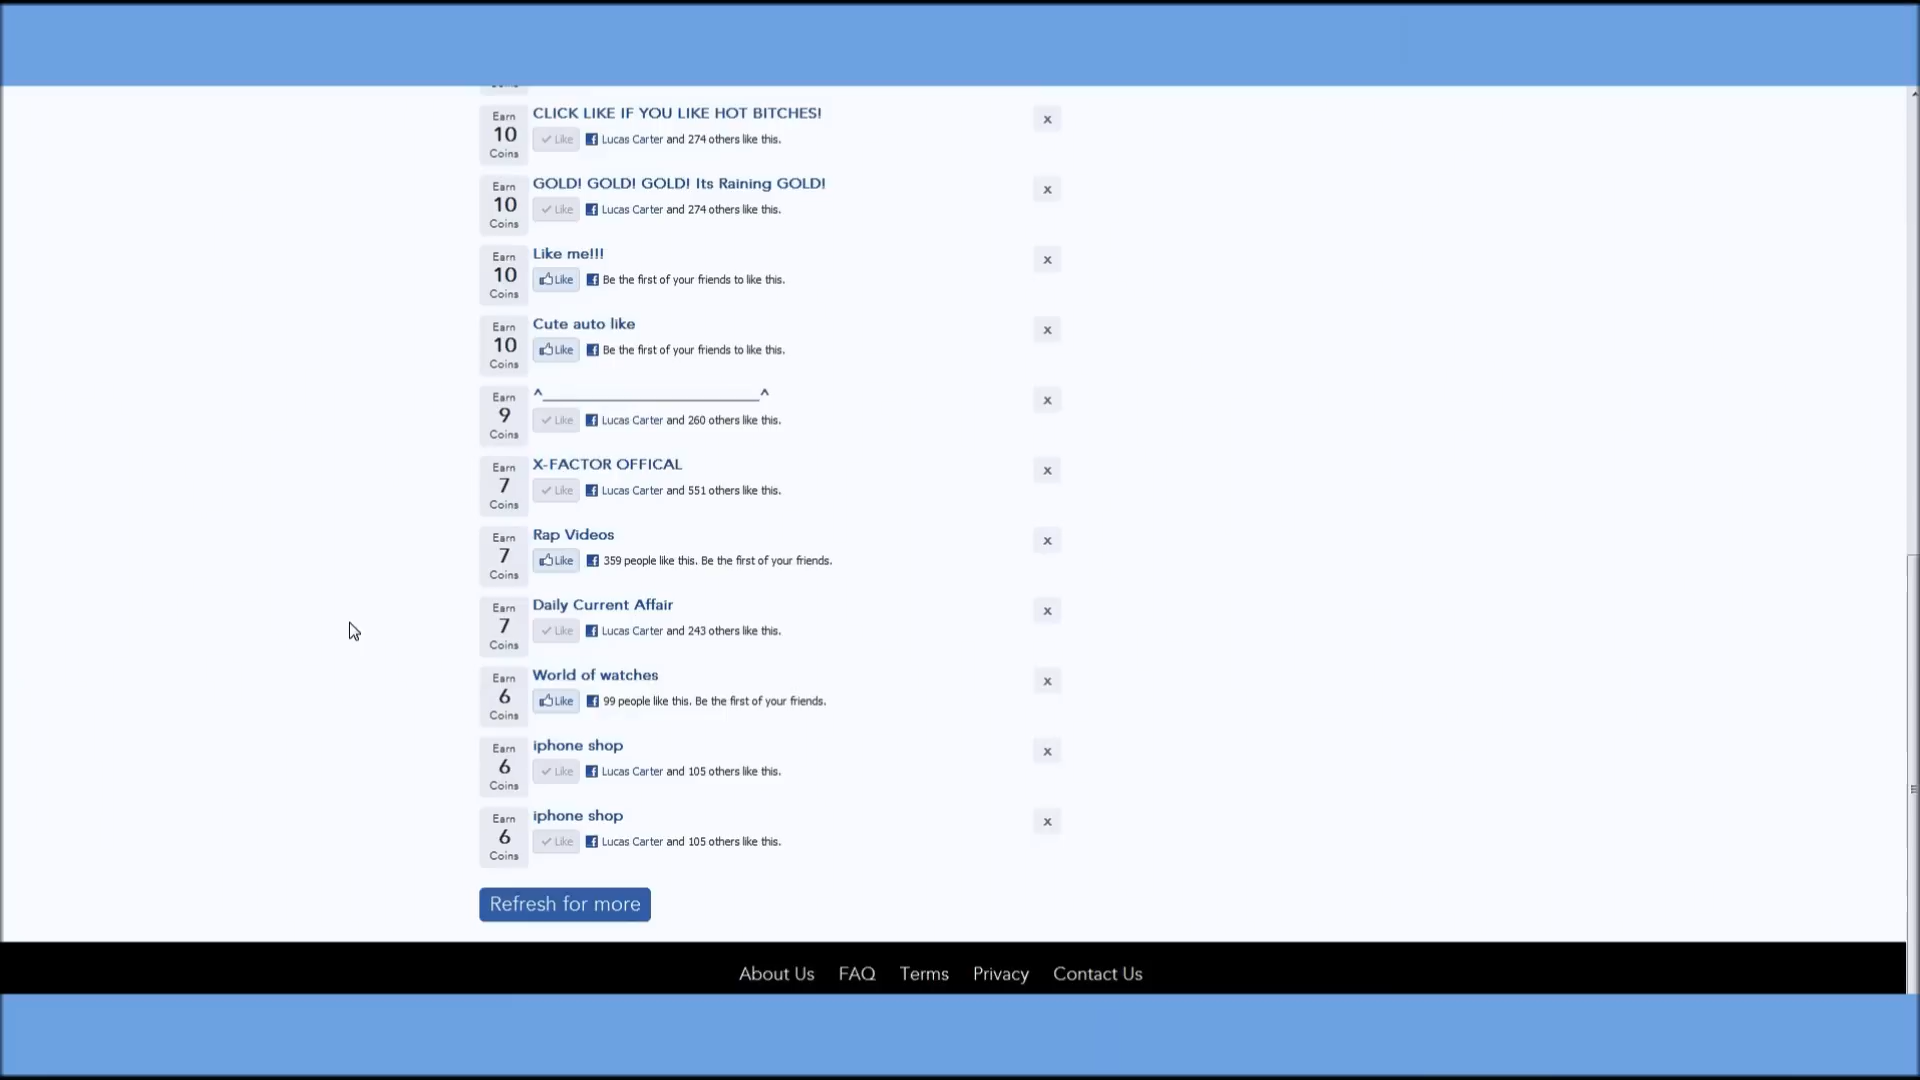 Earn
10
Coins
CLICK LIKE IF YOU LIKE HOT BITCHES!
Like Lucas Carter and 274 others like this.
x
Earn
10
Coins
GOLD! GOLD! GOLD! Its Raining GOLD!
Like Lucas Carter and 274 others like this.
x
Earn
10
Coins
Like me!!!
Like Be the first of your friends to like this.
x
Earn
10
Coins
Cute auto like
Like Be the first of your friends to like this.
x
Earn
9
Coins
^___________________________^
Like Lucas Carter and 260 others like this.
x
Earn
7
Coins
X-FACTOR OFFICAL
Like Lucas Carter and 551 others like this.
x
Earn
7
Coins
Rap Videos
Like 359 people like this. Be the first of your friends.
x
Earn
7
Coins
Daily Current Affair
Like Lucas Carter and 243 others like this.
x
Earn
6
Coins
World of watches
Like 99 people like this. Be the first of your friends.
x
Earn
6
Coins
iphone shop
Like Lucas Carter and 105 others like this.
x
Earn
6
Coins
iphone shop
Like Lucas Carter and 105 others like this.
x
Refresh for more
About Us FAQ Terms Privacy Contact Us